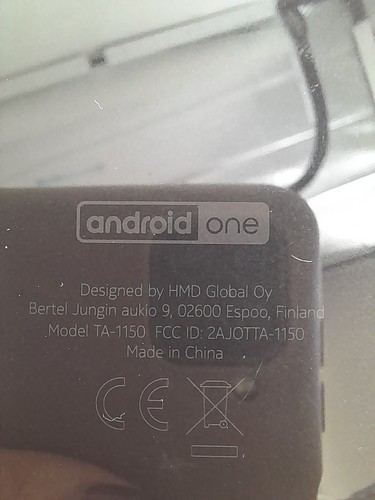 android one
Designed by HMD Global Oy
Bertel Jungin aukio 9, 02600 Espoo, Finland
Model TA-1150 FCC ID: 2AJOTTA-1150
Made in China
CE